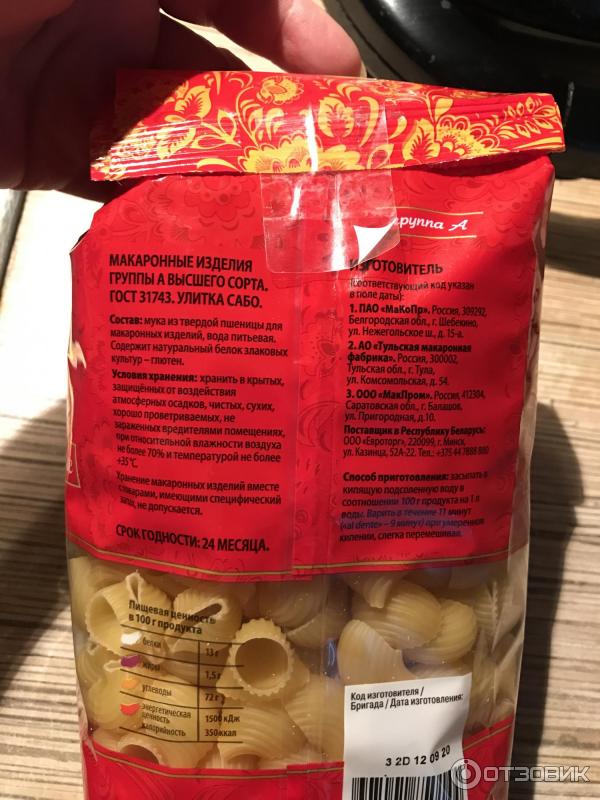 группа А
МАКАРОННЫЕ ИЗДЕЛИЯ
ГРУППЫ А ВЫСШЕГО СОРТА.
ГОСТ 31743. УЛИТКА САБО.
Состав: мука из твердой пшеницы для
макаронных изделий, вода питьевая.
Содержит натуральный белок злаковых
культур – глютен.
Условия хранения: хранить в крытых,
защищённых от воздействия
атмосферных осадков, чистых, сухих,
хорошо проветриваемых, не
зараженных вредителями помещениях,
при относительной влажности воздуха
не более 70% и температурой не более
+35°С.
Хранение макаронных изделий вместе
с товарами, имеющими специфический
запах, не допускается.
СРОК ГОДНОСТИ: 24 МЕСЯЦА.
ИЗГОТОВИТЕЛЬ
(соответствующий код указан
в поле даты):
1. ПАО «МаКоПр». Россия, 309292,
Белгородская обл., г. Шебекино,
ул. Нежегольское ш., д. 15-а.
2. АО «Тульская макаронная
фабрика». Россия, 300002,
Тульская обл., г. Тула,
ул. Комсомольская, д. 54.
3. ООО «МакПром». Россия, 412304,
Саратовская обл., г. Балашов,
ул. Пригородная, д.10.
Поставщик в Республику Беларусь:
ООО «Евроторг», 220099, г. Минск,
ул. Казинца, 52А-22. Тел.: +375 44 7888 880
Способ приготовления: засыпать в
кипящую подсоленную воду в
соотношении 100 г продукта на 1 л
воды. Варить в течение 11 минут
(«al dente» – 9 минут) при умеренном
кипении, слегка перемешивая.
Пищевая ценность
в 100 г продукта
белки 13 г
жиры 1,5 г
углеводы 72 г
энергетическая
ценность 1500 кДж
калорийность 350 ккал
Код изготовителя /
Бригада / Дата изготовления:
3 2D 12 09 20
ОТЗОВИК